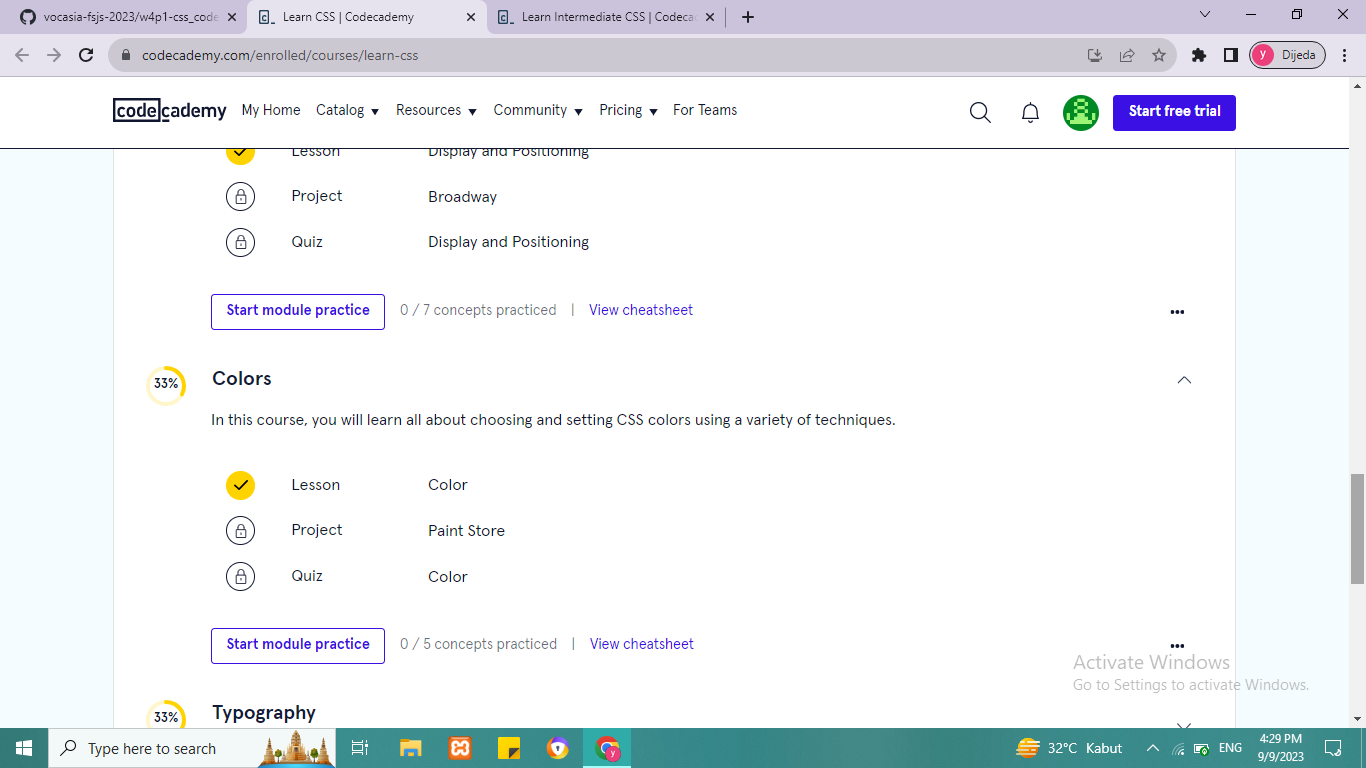 vocasia-fsjs-2023/w4p1-css_code
Learn CSS | Codecademy
Learn Intermediate CSS | Codeca
codecademy.com/enrolled/courses/learn-css
y
Dijeda
codecademy
My Home
Catalog
Resources
Community
Pricing
For Teams
Start free trial
Lesson Display and Positioning
Project Broadway
Quiz Display and Positioning
Start module practice 0 / 7 concepts practiced | View cheatsheet
33% Colors
In this course, you will learn all about choosing and setting CSS colors using a variety of techniques.
Lesson Color
Project Paint Store
Quiz Color
Start module practice 0 / 5 concepts practiced | View cheatsheet
Activate Windows
Go to Settings to activate Windows.
33% Typography
Type here to search
32°C Kabut
ENG
4:29 PM
9/9/2023